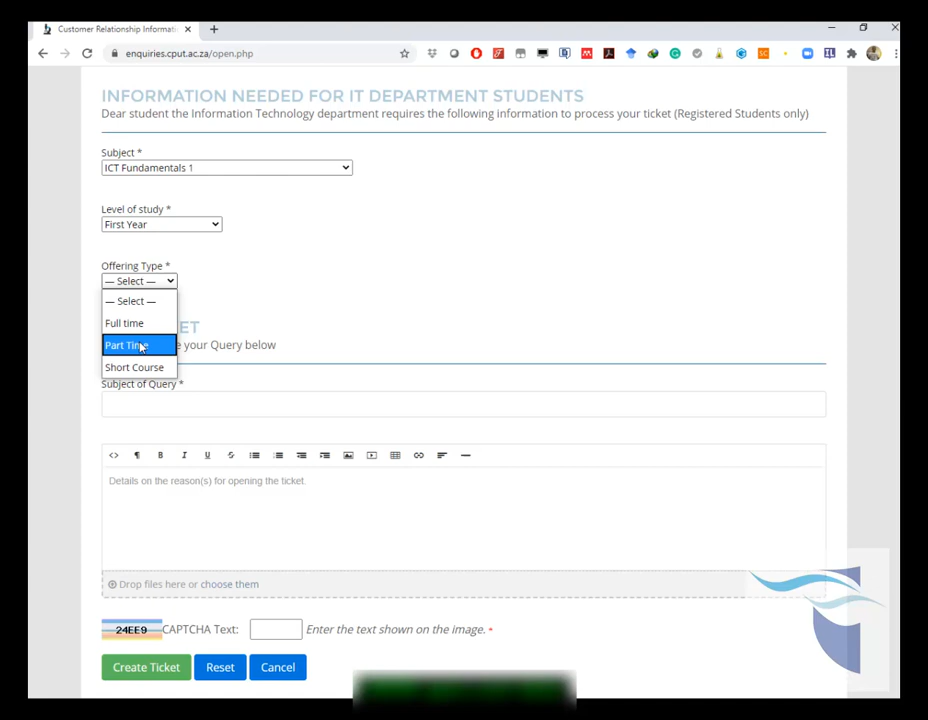 Customer Relationship Informati
enquiries.cput.ac.za/open.php
INFORMATION NEEDED FOR IT DEPARTMENT STUDENTS
Dear student the Information Technology department requires the following information to process your ticket (Registered Students only)
Subject *
ICT Fundamentals 1
Level of study *
First Year
Offering Type *
— Select —
— Select —
Full time
ET
Part Time
e your Query below
Short Course
Subject of Query *
Details on the reason(s) for opening the ticket.
Drop files here or choose them
24EE9 CAPTCHA Text: Enter the text shown on the image. *
Create Ticket Reset Cancel